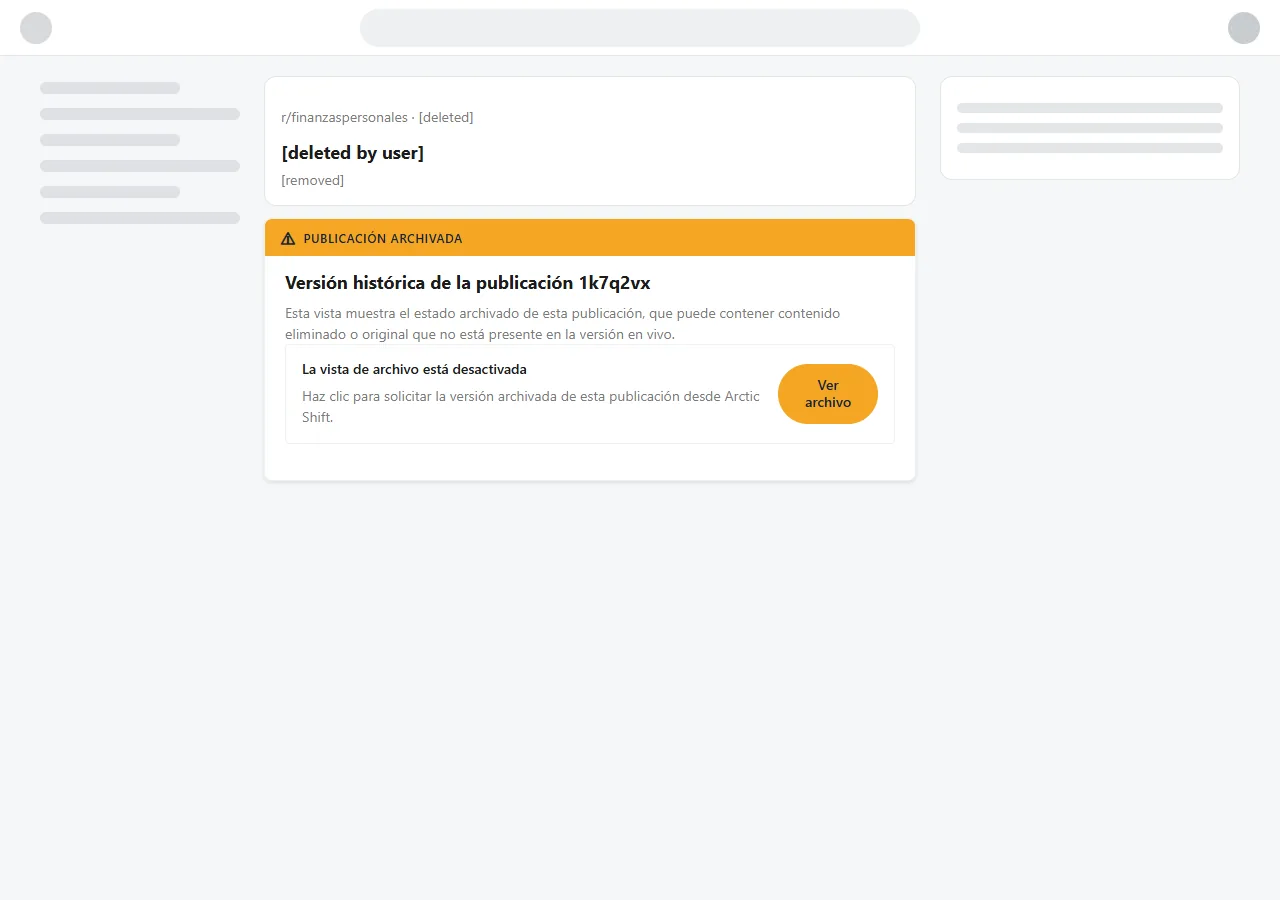 r/finanzaspersonales · [deleted]
[deleted by user]
[removed]
PUBLICACIÓN ARCHIVADA
Versión histórica de la publicación 1k7q2vx
Esta vista muestra el estado archivado de esta publicación, que puede contener contenido
eliminado o original que no está presente en la versión en vivo.
La vista de archivo está desactivada
Haz clic para solicitar la versión archivada de esta publicación desde Arctic
Shift.
Ver
archivo